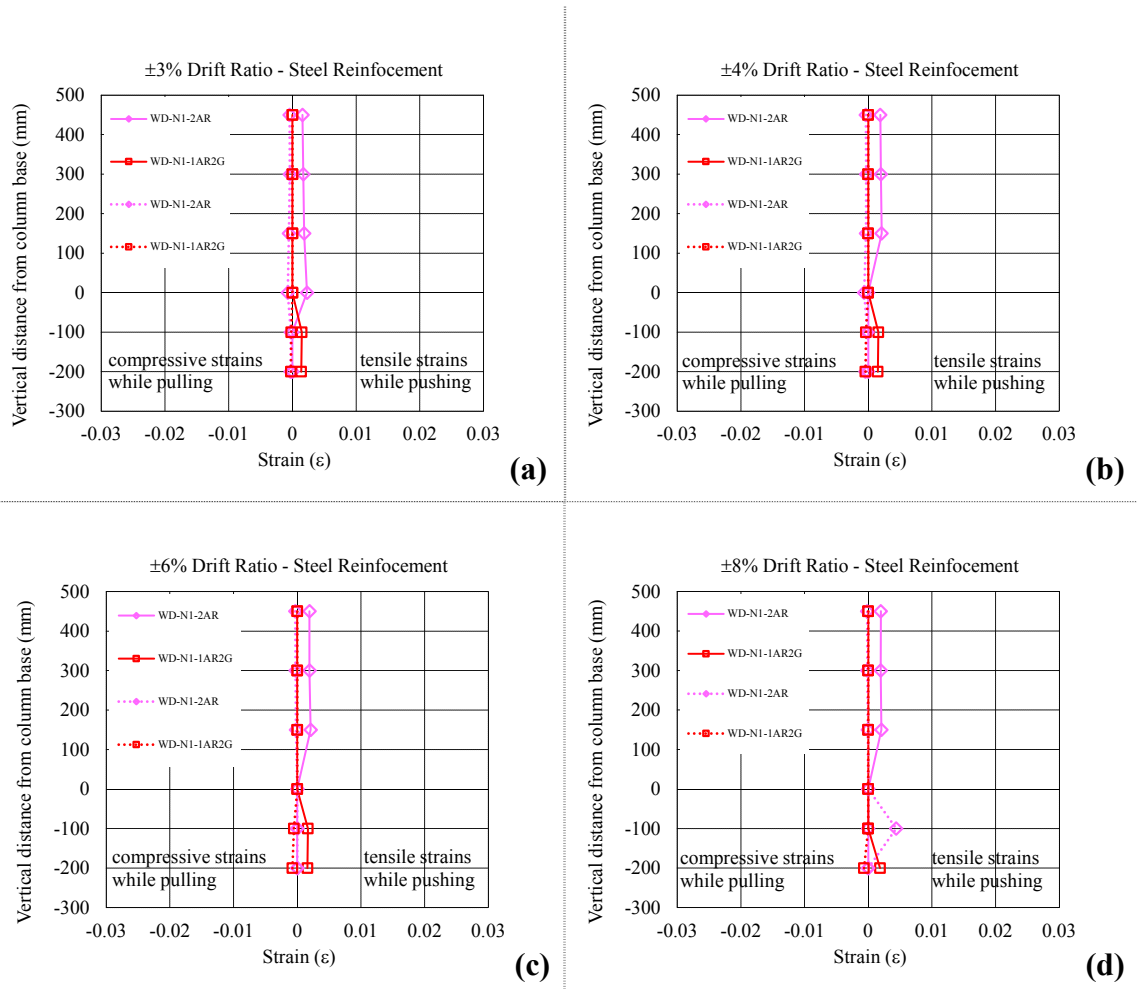 ±3% Drift Ratio - Steel Reinfocement
500
400
300
200
100
0
-100
-200
-300
Vertical distance from column base (mm)
WD-N1-2AR
WD-N1-1AR2G
WD-N1-2AR
WD-N1-1AR2G
compressive strains
while pulling
tensile strains
while pushing
-0.03 -0.02 -0.01 0 0.01 0.02 0.03
Strain (ε)
(a)
±4% Drift Ratio - Steel Reinfocement
500
400
300
200
100
0
-100
-200
-300
Vertical distance from column base (mm)
WD-N1-2AR
WD-N1-1AR2G
WD-N1-2AR
WD-N1-1AR2G
compressive strains
while pulling
tensile strains
while pushing
-0.03 -0.02 -0.01 0 0.01 0.02 0.03
Strain (ε)
(b)
±6% Drift Ratio - Steel Reinfocement
500
400
300
200
100
0
-100
-200
-300
Vertical distance from column base (mm)
WD-N1-2AR
WD-N1-1AR2G
WD-N1-2AR
WD-N1-1AR2G
compressive strains
while pulling
tensile strains
while pushing
-0.03 -0.02 -0.01 0 0.01 0.02 0.03
Strain (ε)
(c)
±8% Drift Ratio - Steel Reinfocement
500
400
300
200
100
0
-100
-200
-300
Vertical distance from column base (mm)
WD-N1-2AR
WD-N1-1AR2G
WD-N1-2AR
WD-N1-1AR2G
compressive strains
while pulling
tensile strains
while pushing
-0.03 -0.02 -0.01 0 0.01 0.02 0.03
Strain (ε)
(d)